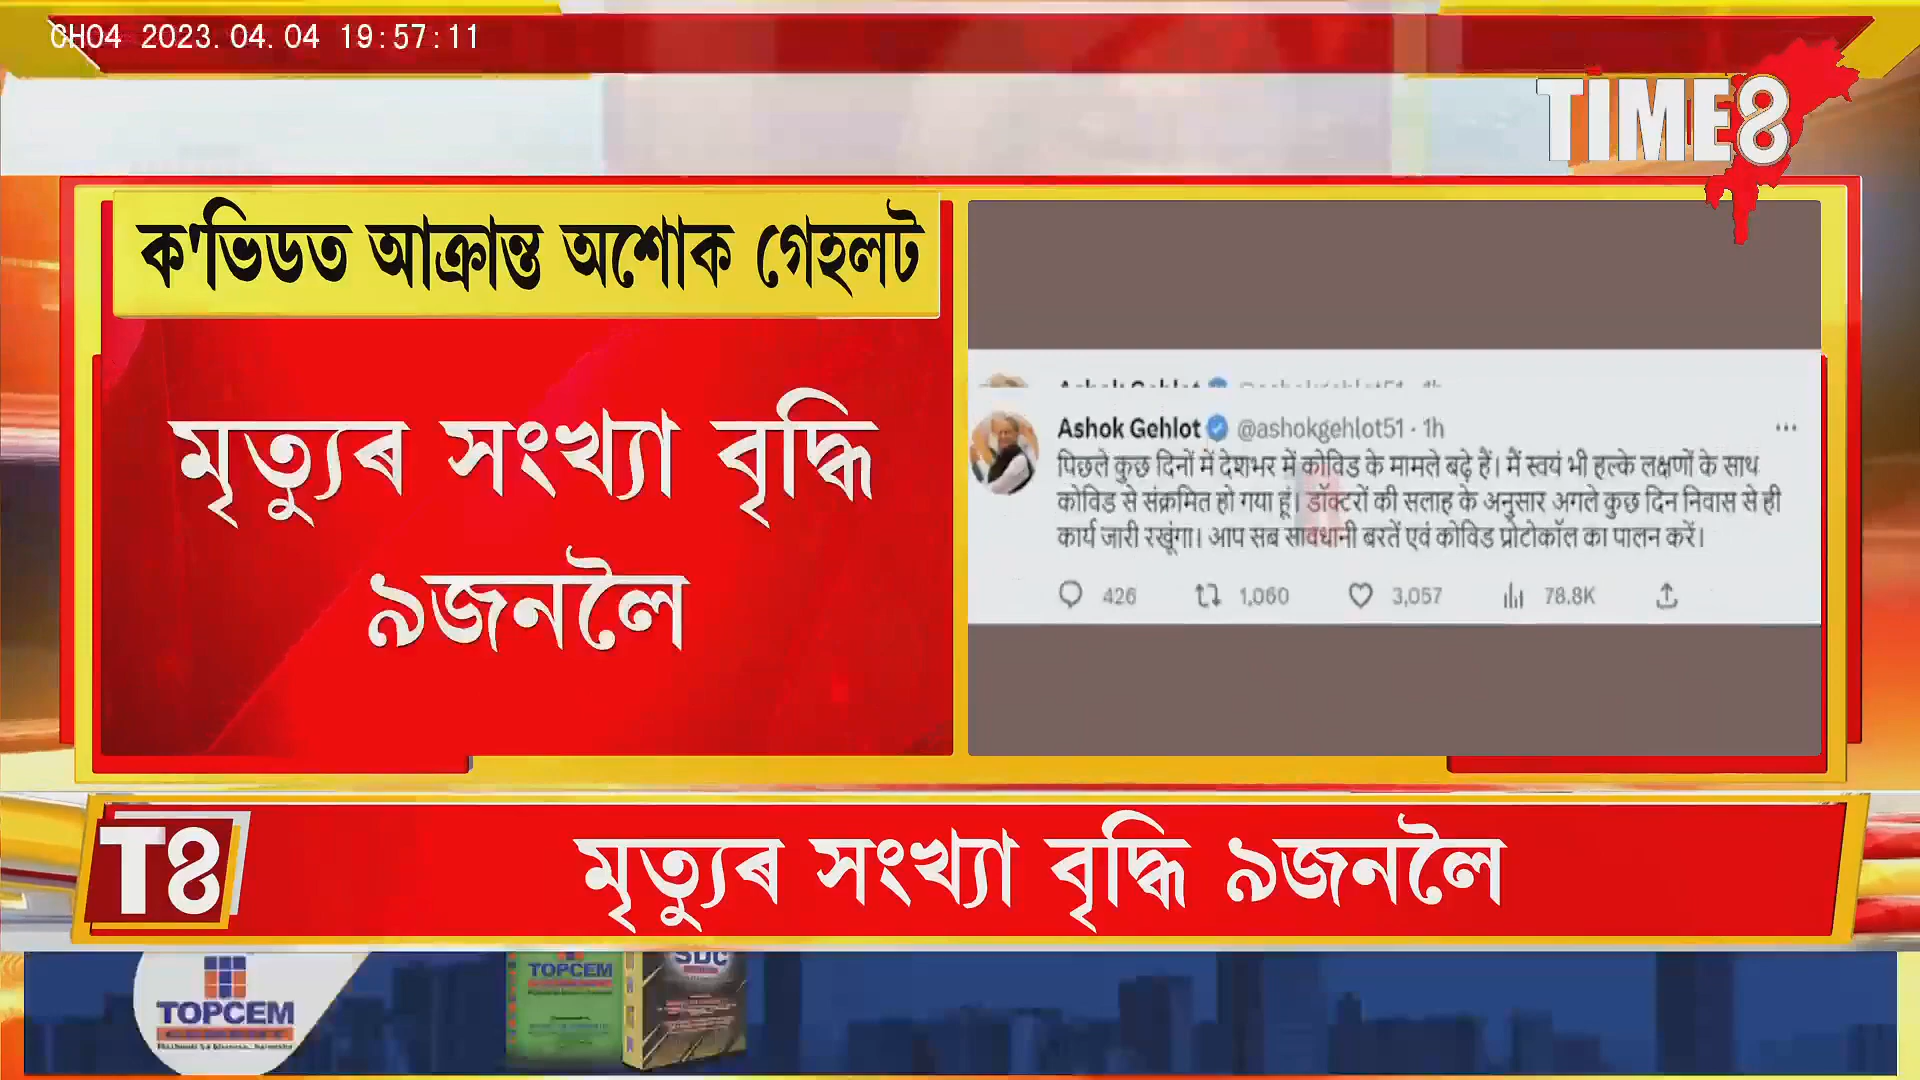 CH04 2023.04.04 19:57:11
TIME8
ক'ভিডত আক্ৰান্ত অশোক গেহলট
মৃত্যুৰ সংখ্যা বৃদ্ধি
৯জনলৈ
Ashok Gehlot @ashokgehlot51 · 1h
पिछले कुछ दिनों में देशभर में कोविड के मामले बढ़े हैं। मैं स्वयं भी हल्के लक्षणों के साथ
कोविड से संक्रमित हो गया हूं। डॉक्टरों की सलाह के अनुसार अगले कुछ दिन निवास से ही
कार्य जारी रखूंगा। आप सब सावधानी बरतें एवं कोविड प्रोटोकॉल का पालन करें।
426 1,060 3,057 78.8K
T8 মৃত্যুৰ সংখ্যা বৃদ্ধি ৯জনলৈ
TOPCEM
CEMENT
TOPCEM
SDC